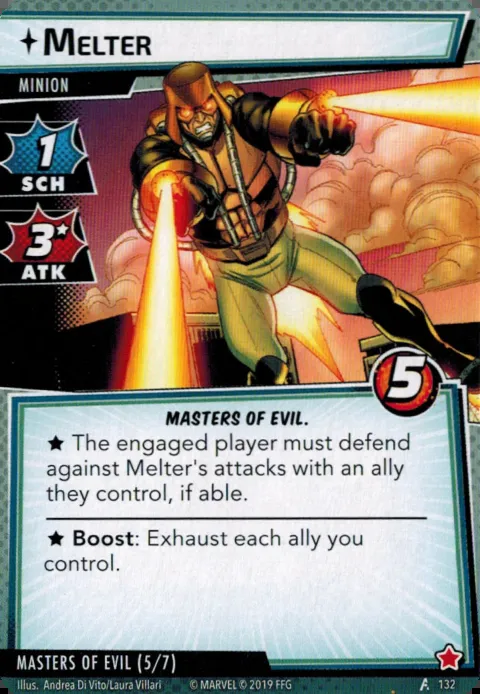 MELTER
MINION
1
SCH
3★
ATK
5
MASTERS OF EVIL.
★ The engaged player must defend
against Melter's attacks with an ally
they control, if able.
★ Boost: Exhaust each ally you
control.
MASTERS OF EVIL (5/7)
Illus. Andrea Di Vito/Laura Villari © MARVEL © 2019 FFG 132